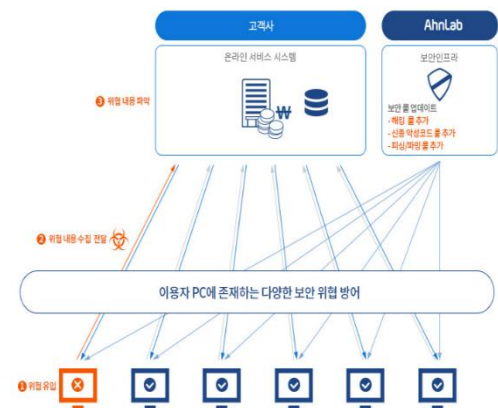 고객사
AhnLab
온라인 서비스 시스템
보안인프라
₩
보안 룰 업데이트
- 해킹 룰 추가
- 신종 악성코드 룰 추가
- 피싱/파밍 룰 추가
3 위협 내용 파악
2 위협 내용 수집 전달
이용자 PC에 존재하는 다양한 보안 위협 방어
1 위협 유입